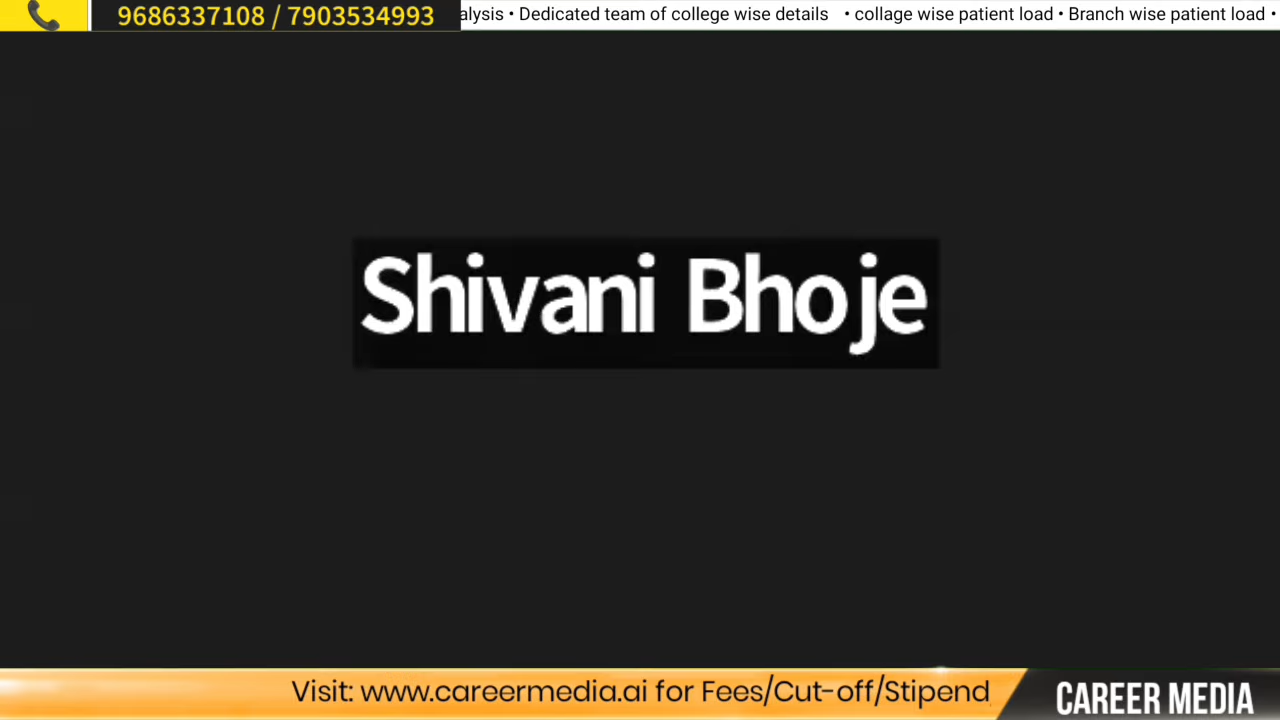 9686337108 / 7903534993
alysis • Dedicated team of college wise details • collage wise patient load • Branch wise patient load •
Shivani Bhoje
Visit: www.careermedia.ai for Fees/Cut-off/Stipend
CAREER MEDIA